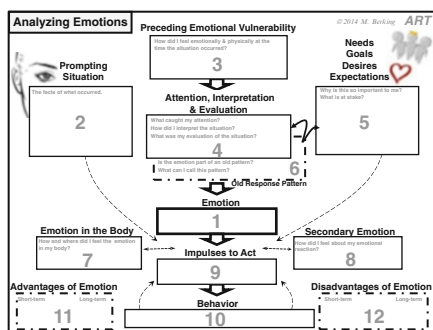 Analyzing Emotions
© 2014 M. Berking ART
Preceding Emotional Vulnerability
How did I feel emotionally & physically at the
time the situation occurred?
3
Prompting
Situation
The facts of what occurred.
2
Needs
Goals
Desires
Expectations
Why is this so important to me?
What is at stake?
5
Attention, Interpretation
& Evaluation
What caught my attention?
How did I interpret the situation?
What was my evaluation of the situation?
4
Is the emotion part of an old pattern?
What can I call this pattern?
6
Old Response Pattern
Emotion
1
Emotion in the Body
How and where did I feel the emotion
in my body?
7
Secondary Emotion
How did I feel about my emotional
reaction?
8
Impulses to Act
9
Advantages of Emotion
Short-term Long-term
11
Behavior
10
Disadvantages of Emotion
Short-term Long-term
12